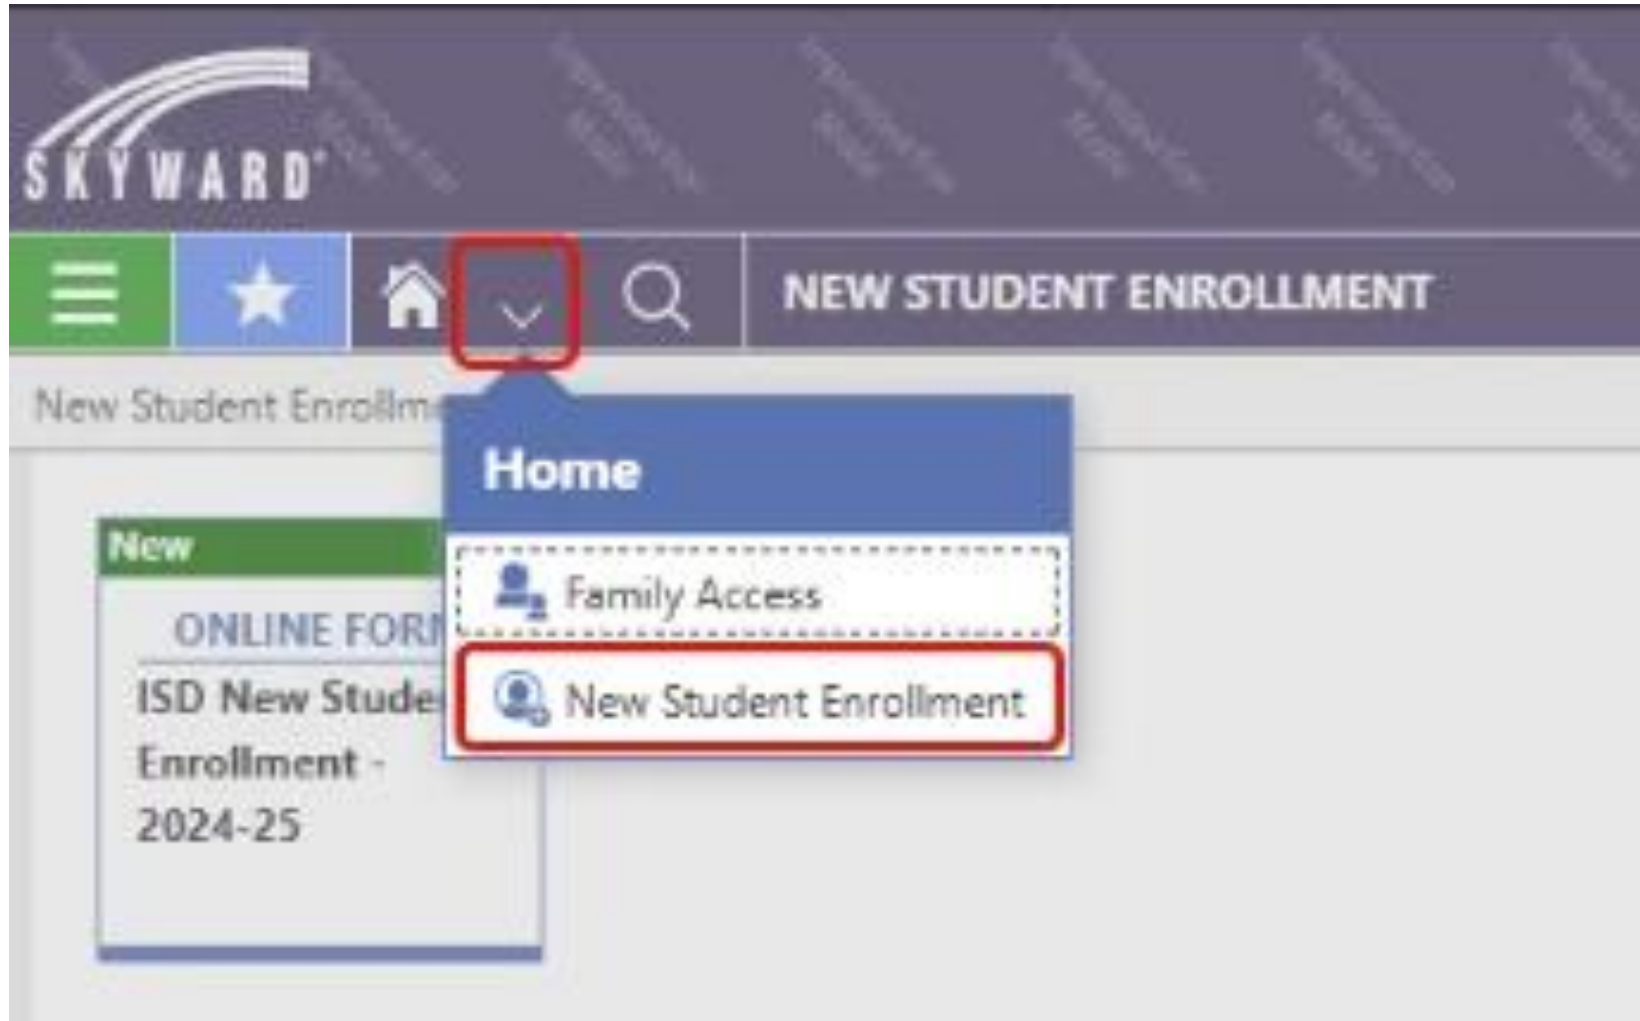 SKYWARD
NEW STUDENT ENROLLMENT
New Student Enrollm
Home
Family Access
New Student Enrollment
New
ONLINE FORM
ISD New Stude
Enrollment -
2024-25